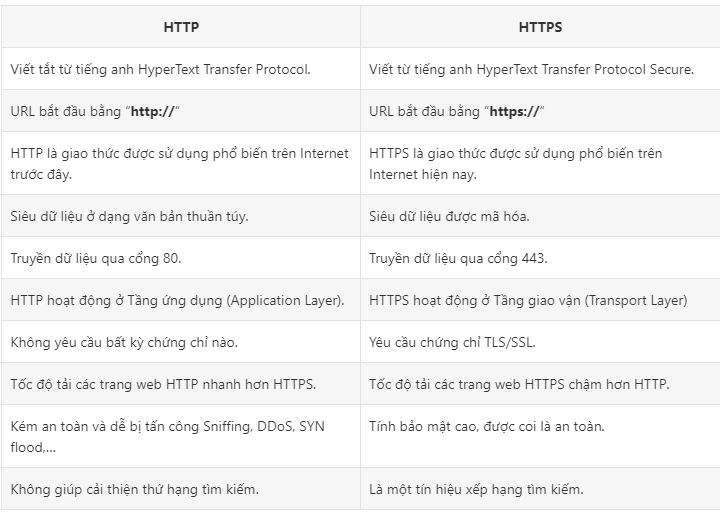 HTTP
HTTPS
Viết tắt từ tiếng anh HyperText Transfer Protocol.
Viết từ tiếng anh HyperText Transfer Protocol Secure.
URL bắt đầu bằng “http://“
URL bắt đầu bằng “https://“
HTTP là giao thức được sử dụng phổ biến trên Internet
trước đây.
HTTPS là giao thức được sử dụng phổ biến trên
Internet hiện nay.
Siêu dữ liệu ở dạng văn bản thuần túy.
Siêu dữ liệu được mã hóa.
Truyền dữ liệu qua cổng 80.
Truyền dữ liệu qua cổng 443.
HTTP hoạt động ở Tầng ứng dụng (Application Layer).
HTTPS hoạt động ở Tầng giao vận (Transport Layer)
Không yêu cầu bất kỳ chứng chỉ nào.
Yêu cầu chứng chỉ TLS/SSL.
Tốc độ tải các trang web HTTP nhanh hơn HTTPS.
Tốc độ tải các trang web HTTPS chậm hơn HTTP.
Kém an toàn và dễ bị tấn công Sniffing, DDoS, SYN
flood,...
Tính bảo mật cao, được coi là an toàn.
Không giúp cải thiện thứ hạng tìm kiếm.
Là một tín hiệu xếp hạng tìm kiếm.